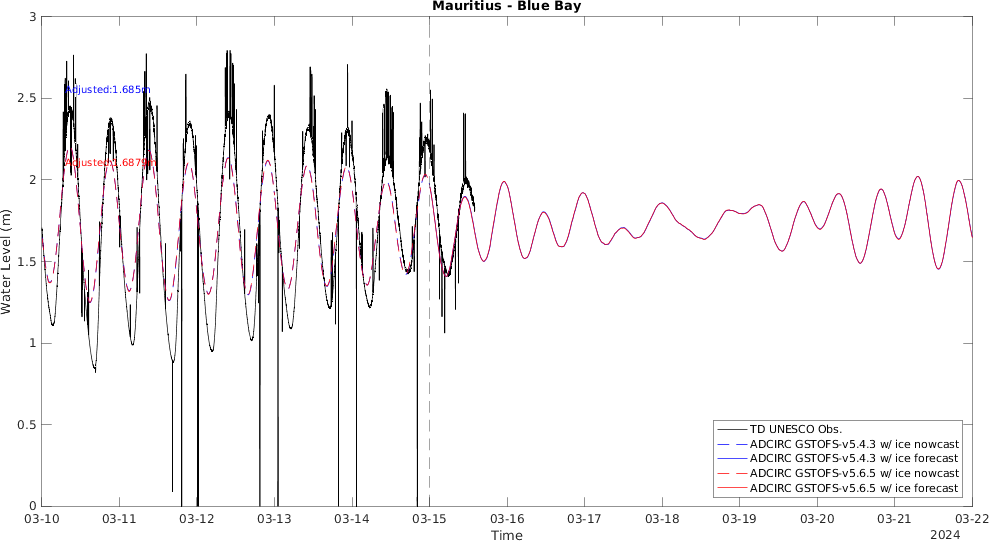 Mauritius - Blue Bay
3
2.5
2
1.5
1
0.5
0
Water Level (m)
Adjusted:1.685m
Adjusted:1.6879m
TD UNESCO Obs.
ADCIRC GSTOFS-v5.4.3 w/ ice nowcast
ADCIRC GSTOFS-v5.4.3 w/ ice forecast
ADCIRC GSTOFS-v5.6.5 w/ ice nowcast
ADCIRC GSTOFS-v5.6.5 w/ ice forecast
03-10 03-11 03-12 03-13 03-14 03-15 03-16 03-17 03-18 03-19 03-20 03-21 03-22
Time
2024